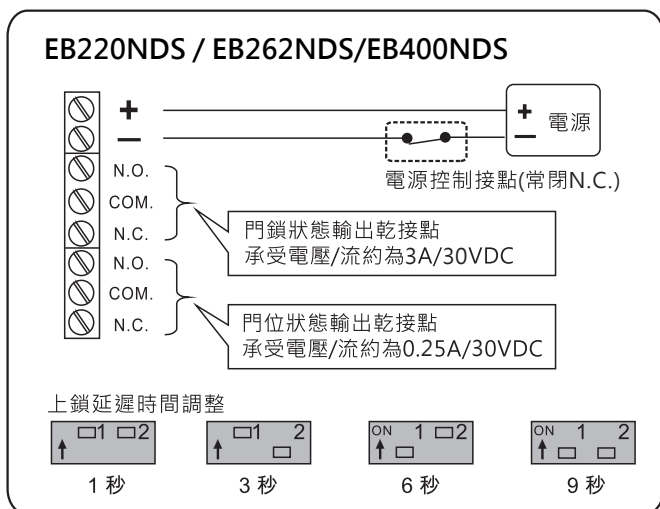 EB220NDS / EB262NDS/EB400NDS
+
+ 電源
−
−
電源控制接點(常閉N.C.)
N.O.
COM.
N.C.
門鎖狀態輸出乾接點
承受電壓/流約為3A/30VDC
N.O.
COM.
N.C.
門位狀態輸出乾接點
承受電壓/流約為0.25A/30VDC
上鎖延遲時間調整
1 2
1 2
ON 1 2
ON 1 2
1 秒
3 秒
6 秒
9 秒